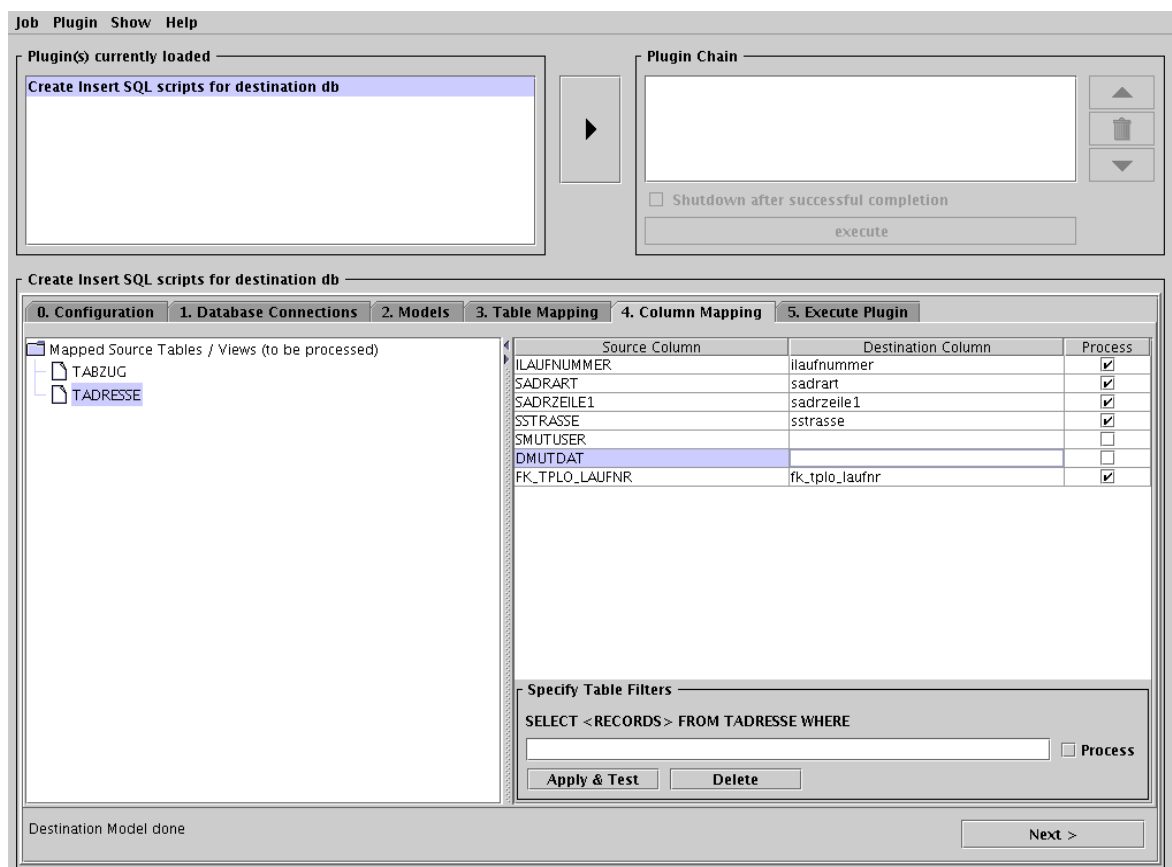 Job Plugin Show Help
Plugin(s) currently loaded
Create Insert SQL scripts for destination db
Plugin Chain
Shutdown after successful completion
execute
Create Insert SQL scripts for destination db
0. Configuration 1. Database Connections 2. Models 3. Table Mapping 4. Column Mapping 5. Execute Plugin
Mapped Source Tables / Views (to be processed)
TABZUG
TADRESSE
Source Column Destination Column Process
ILAUFNUMMER ilaufnummer
SADRART sadrart
SADRZEILE1 sadrzeile1
SSTRASSE sstrasse
SMUTUSER
DMUTDAT
FK_TPLO_LAUFNR fk_tplo_laufnr
Specify Table Filters
SELECT <RECORDS> FROM TADRESSE WHERE
Process
Apply & Test Delete
Destination Model done
Next >